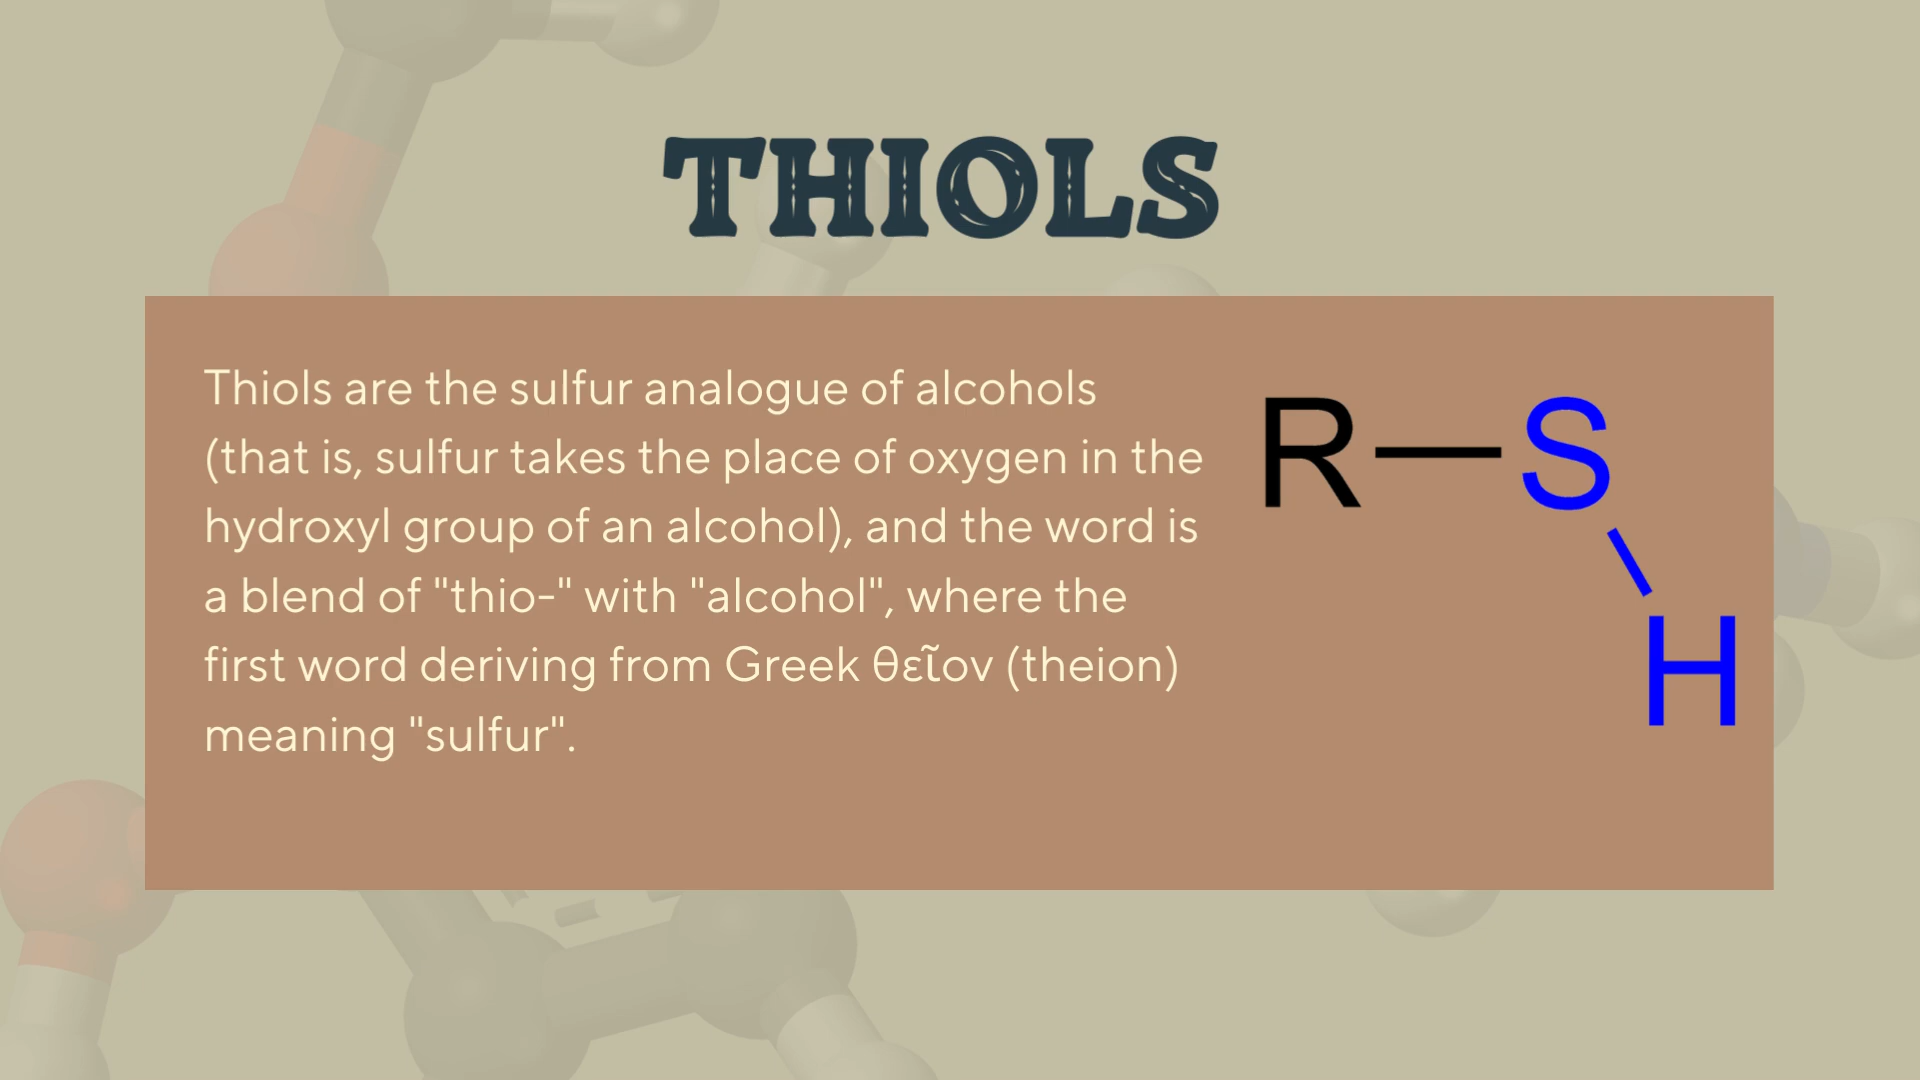 THIOLS
Thiols are the sulfur analogue of alcohols
(that is, sulfur takes the place of oxygen in the
hydroxyl group of an alcohol), and the word is
a blend of "thio-" with "alcohol", where the
first word deriving from Greek θεῖον (theion)
meaning "sulfur".
R—S
H